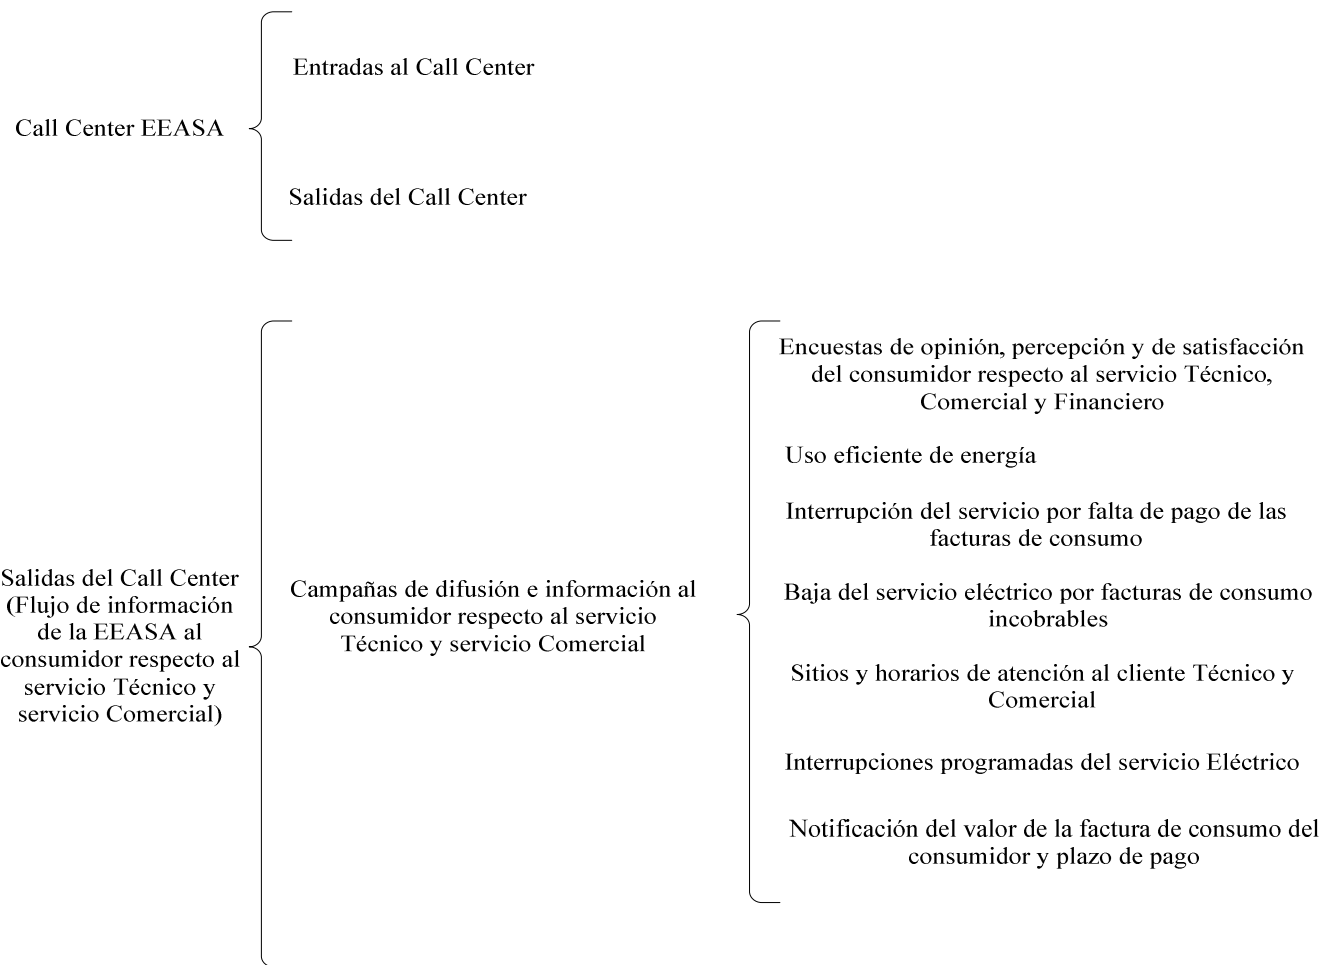 Entradas al Call Center
Call Center EEASA
Salidas del Call Center
Encuestas de opinión, percepción y de satisfacción
del consumidor respecto al servicio Técnico,
Comercial y Financiero
Uso eficiente de energía
Interrupción del servicio por falta de pago de las
facturas de consumo
Salidas del Call Center
(Flujo de información
de la EEASA al
consumidor respecto al
servicio Técnico y
servicio Comercial)
Campañas de difusión e información al
consumidor respecto al servicio
Técnico y servicio Comercial
Baja del servicio eléctrico por facturas de consumo
incobrables
Sitios y horarios de atención al cliente Técnico y
Comercial
Interrupciones programadas del servicio Eléctrico
Notificación del valor de la factura de consumo del
consumidor y plazo de pago